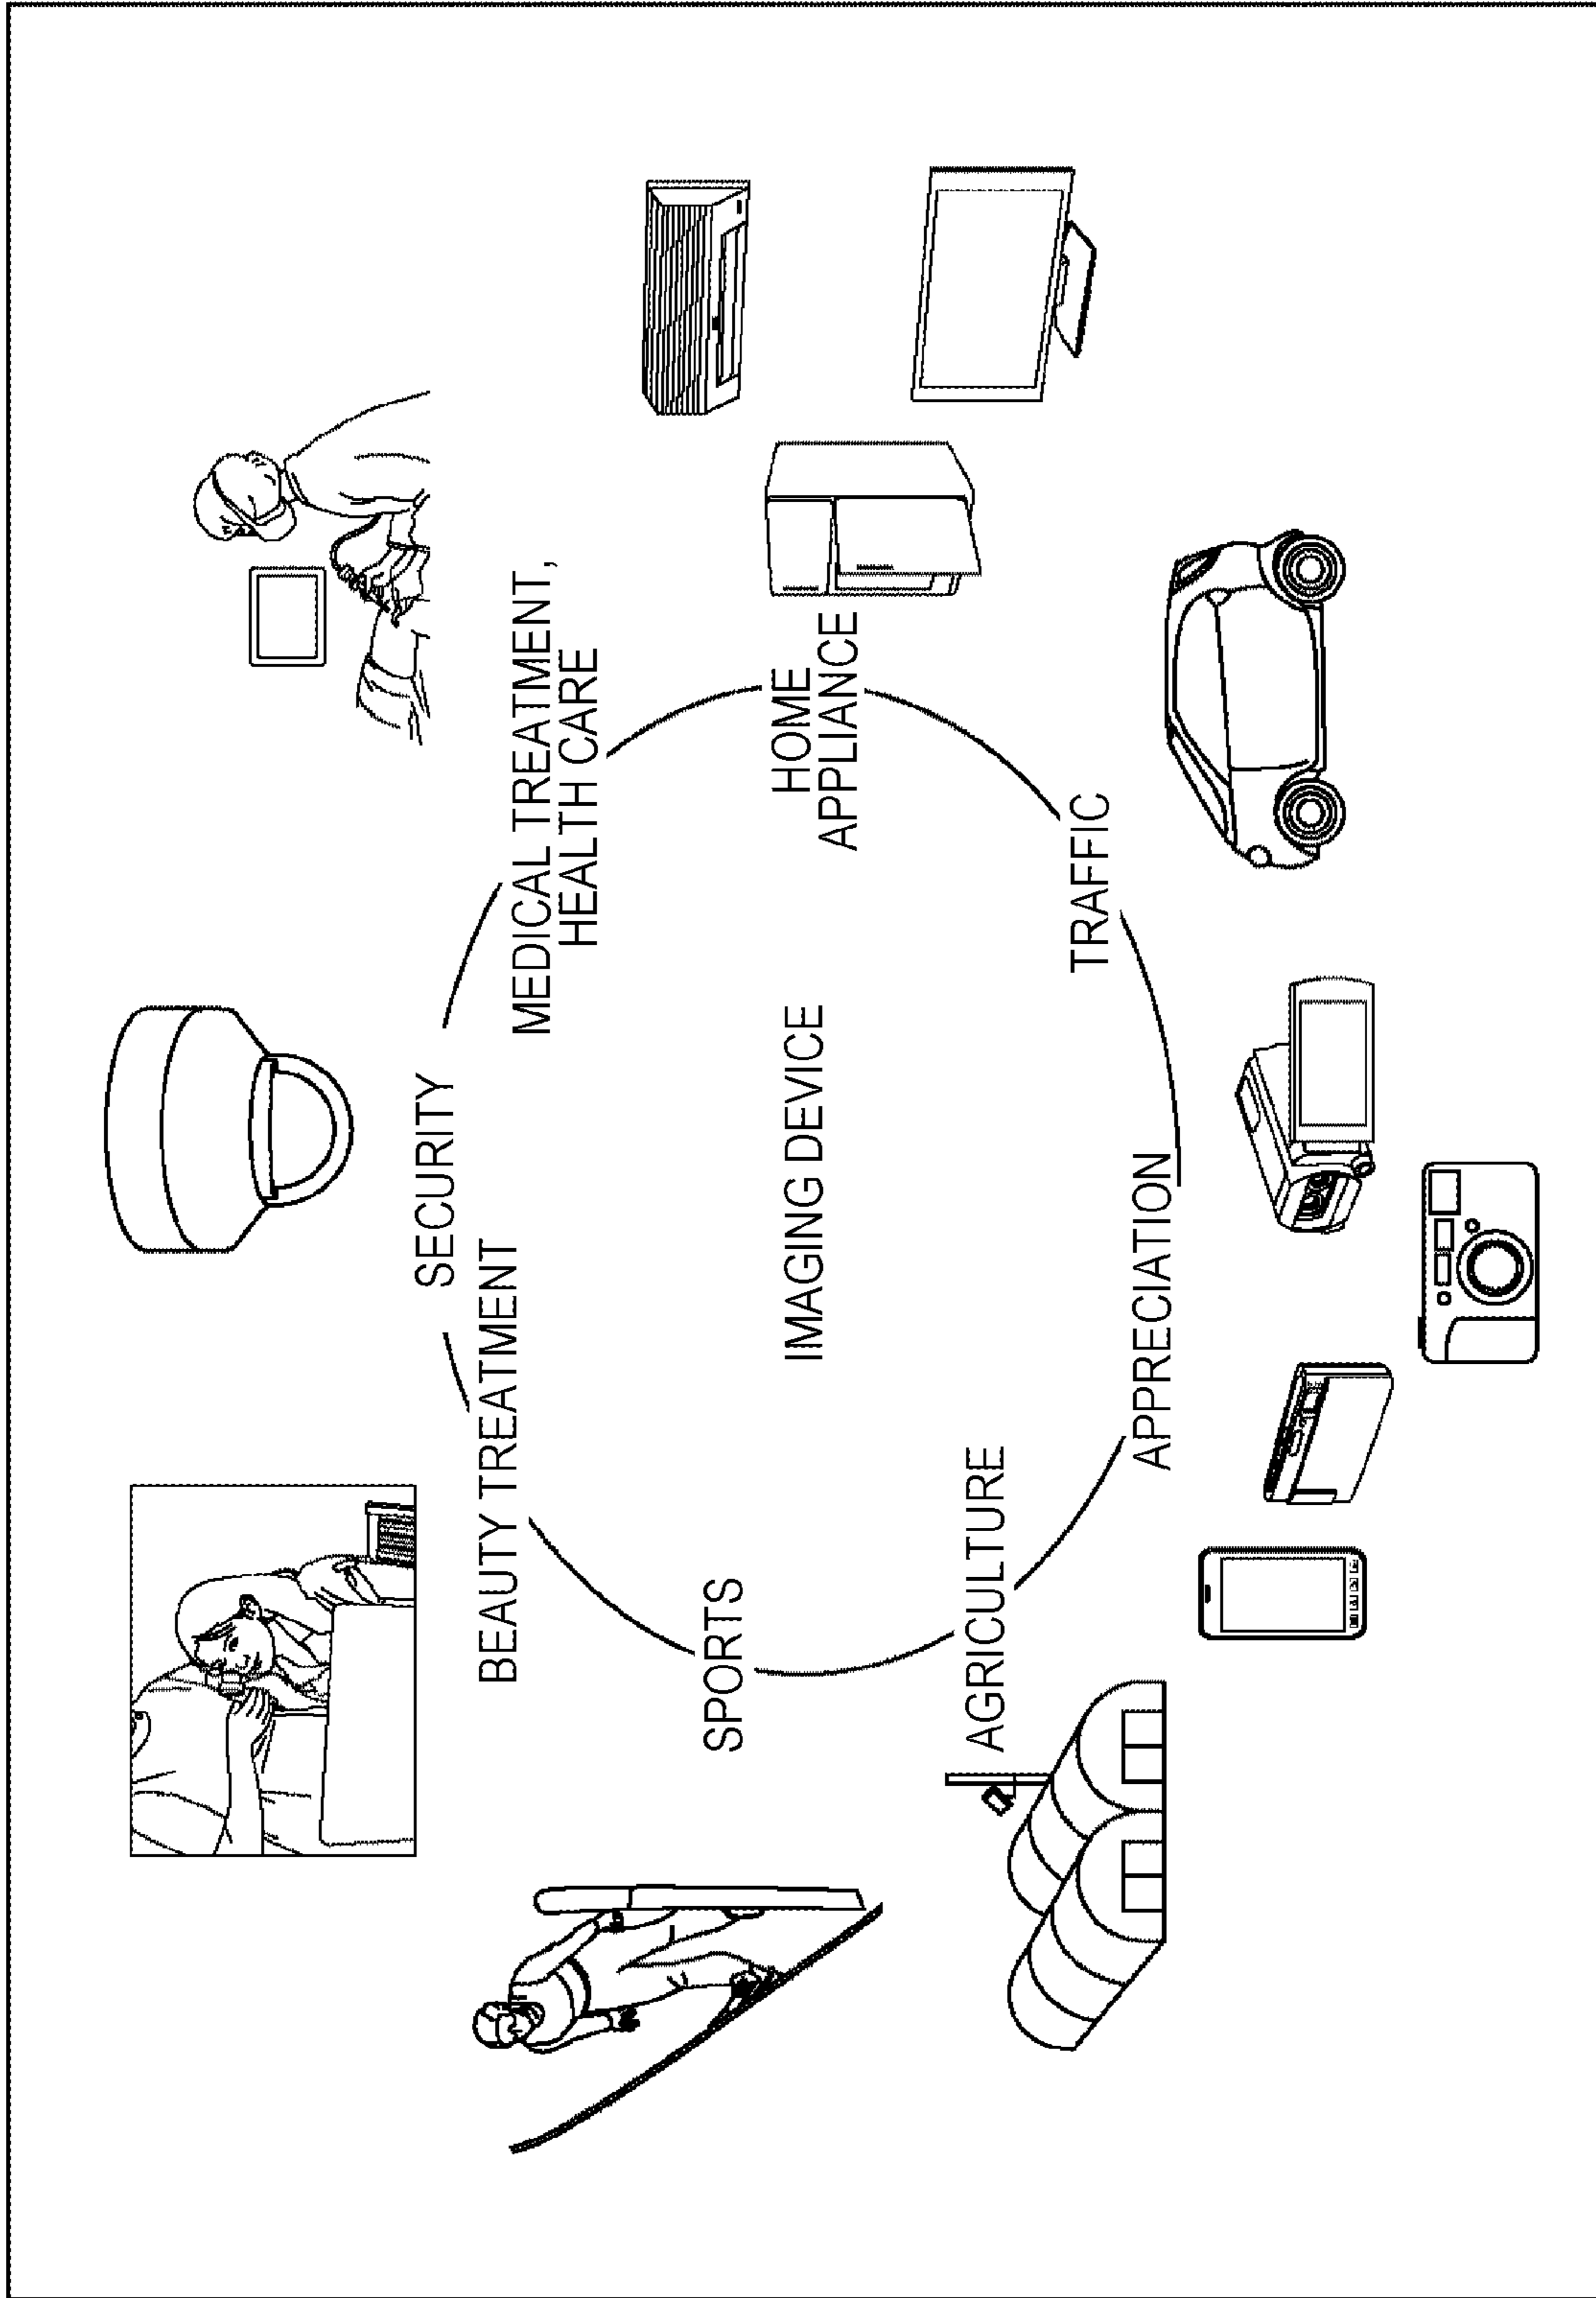 SECURITY
BEAUTY TREATMENT
MEDICAL TREATMENT,
HEALTH CARE
SPORTS
IMAGING DEVICE
HOME
APPLIANCE
AGRICULTURE
TRAFFIC
APPRECIATION